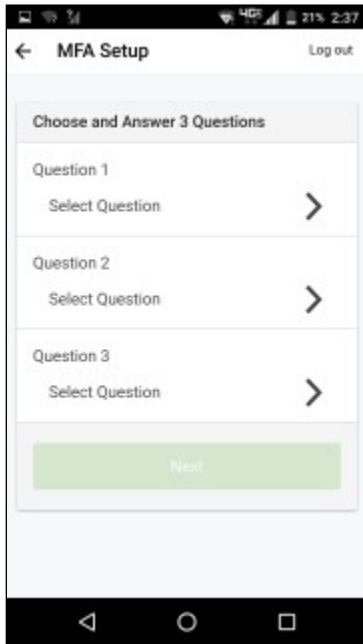 4G 21% 2:37
MFA Setup Log out
Choose and Answer 3 Questions
Question 1
Select Question
Question 2
Select Question
Question 3
Select Question
Next